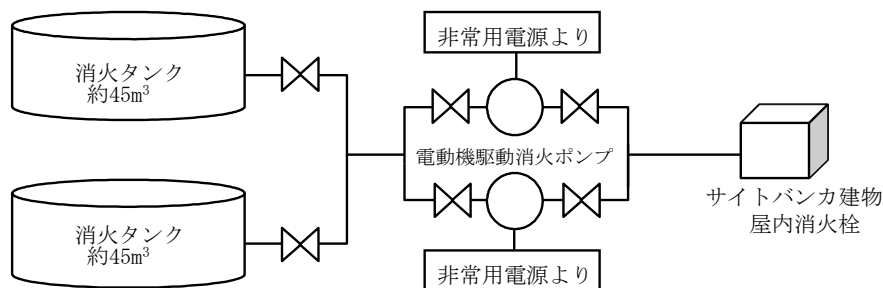 非常用電源より
消火タンク
約45m³
電動機駆動消火ポンプ
サイトバンカ建物
屋内消火栓
消火タンク
約45m³
非常用電源より